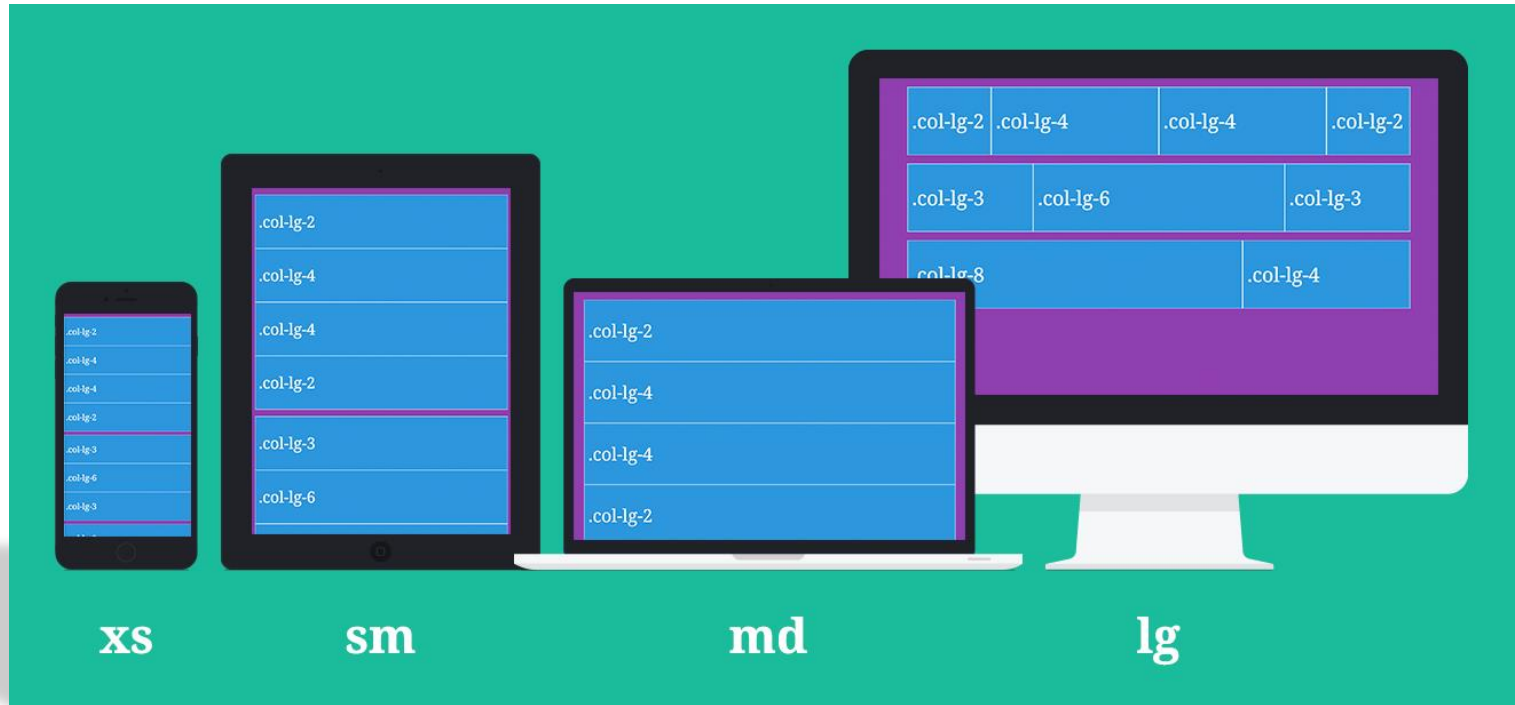 .col-lg-2
.col-lg-4
.col-lg-4
.col-lg-2
.col-lg-3
.col-lg-6
.col-lg-3
xs
.col-lg-2
.col-lg-4
.col-lg-4
.col-lg-2
.col-lg-3
.col-lg-6
sm
.col-lg-2
.col-lg-4
.col-lg-4
.col-lg-2
md
.col-lg-2 .col-lg-4 .col-lg-4 .col-lg-2
.col-lg-3 .col-lg-6 .col-lg-3
.col-lg-8 .col-lg-4
lg